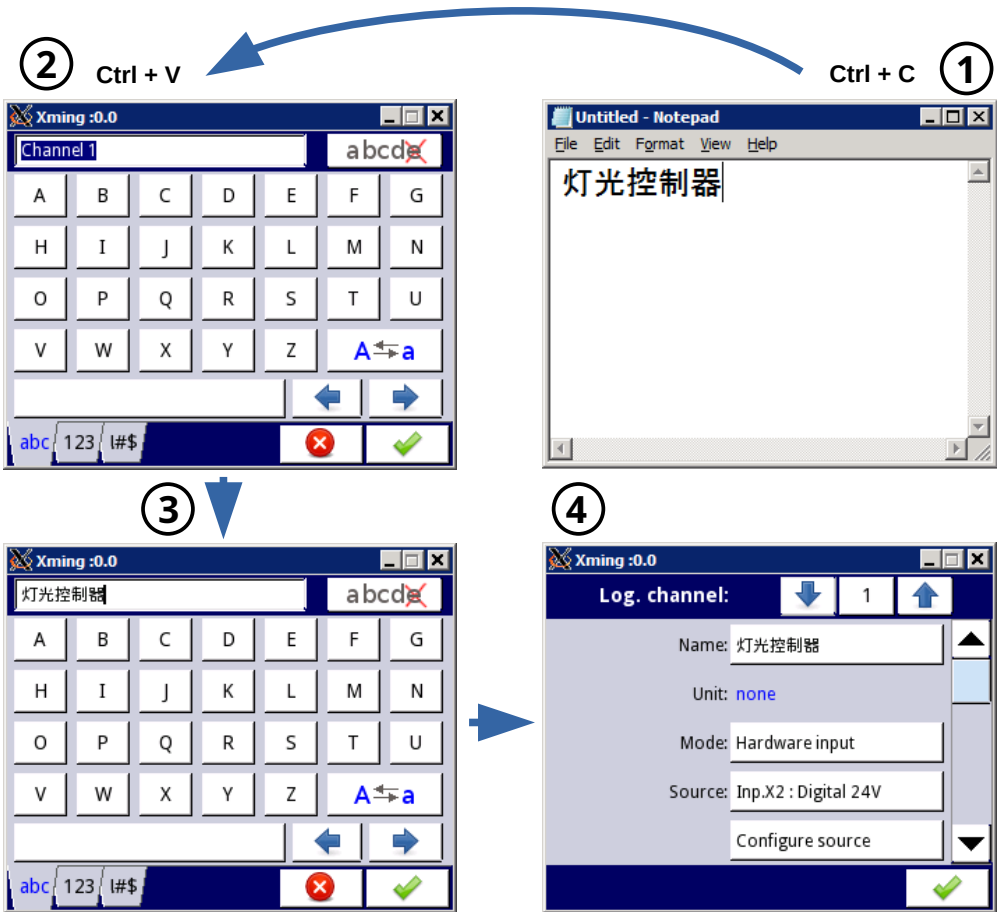 2 Ctrl + V
Ctrl + C 1
Xming :0.0
Channel 1
abcde
A B C D E F G
H I J K L M N
O P Q R S T U
V W X Y Z A a
abc 123 !#$
Untitled - Notepad
File Edit Format View Help
灯光控制器
3
Xming :0.0
灯光控制器
abcde
A B C D E F G
H I J K L M N
O P Q R S T U
V W X Y Z A a
abc 123 !#$
4
Xming :0.0
Log. channel: 1
Name: 灯光控制器
Unit: none
Mode: Hardware input
Source: Inp.X2 : Digital 24V
Configure source